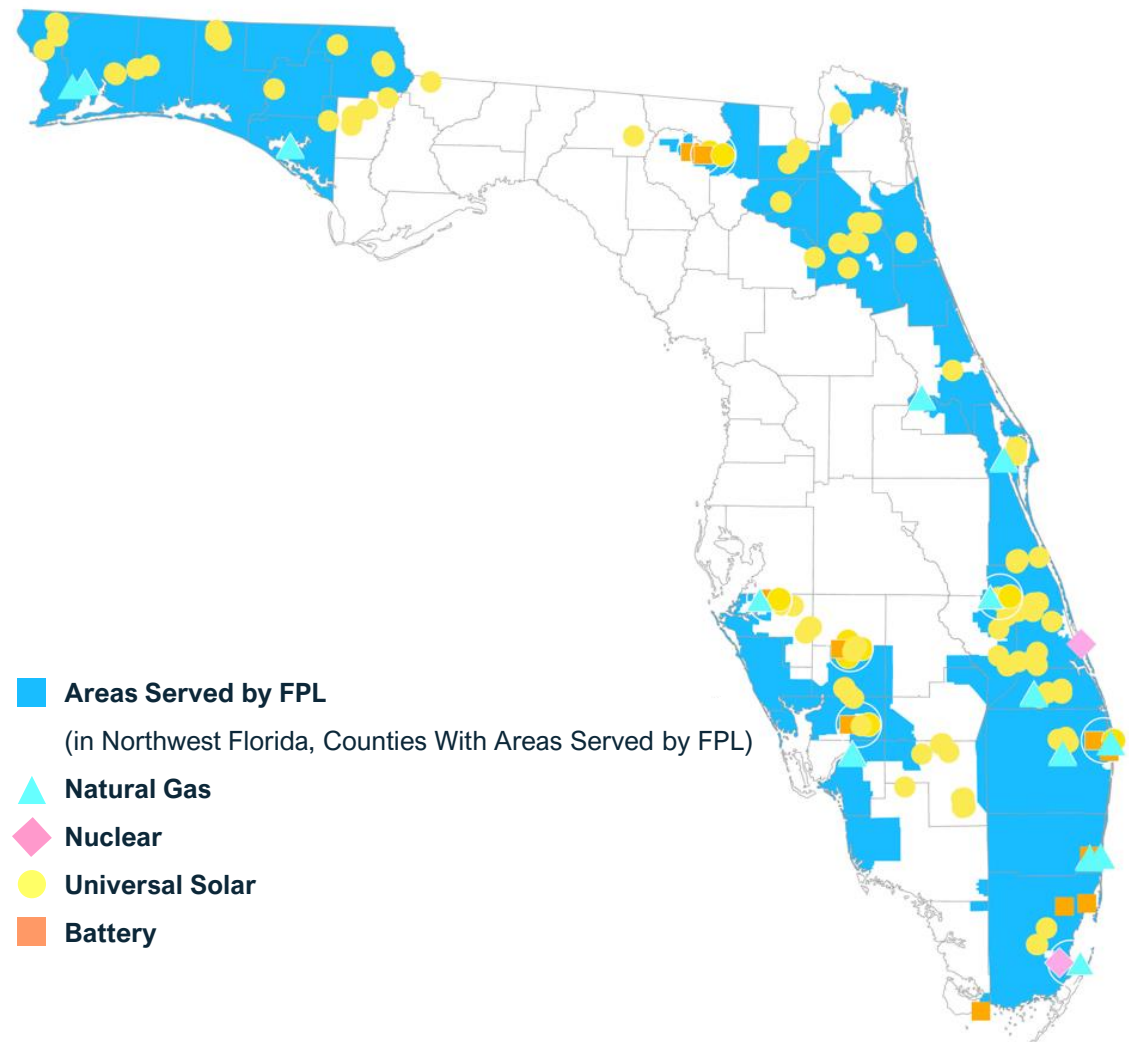 Areas Served by FPL
(in Northwest Florida, Counties With Areas Served by FPL)
Natural Gas
Nuclear
Universal Solar
Battery